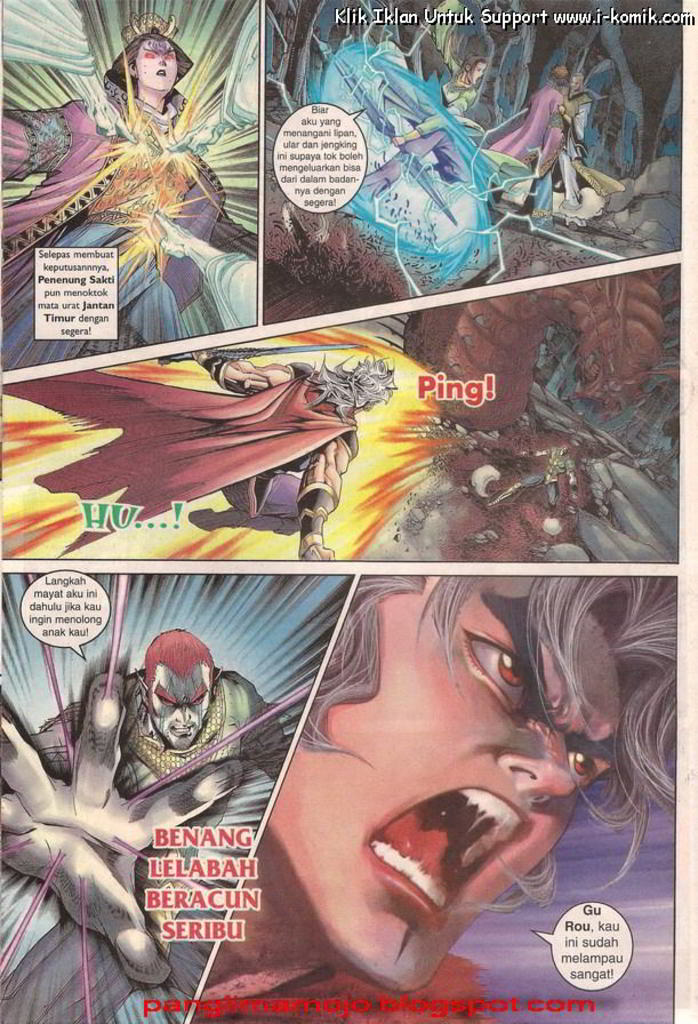 Klik Iklan Untuk Support www.i-komik.com
Selepas membuat
keputusannnya,
Penenung Sakti
pun menoktok
mata urat Jantan
Timur dengan
segera!
Biar
aku yang
menangani lipan,
ular dan jengking
ini supaya tok boleh
mengeluarkan bisa
dari dalam badan-
nya dengan
segera!
Ping!
HU...!
Langkah
mayat aku ini
dahulu jika kau
ingin menolong
anak kau!
BENANG
LELABAH
BERACUN
SERIBU
Gu
Rou, kau
ini sudah
melampau
sangat!
panglimamojo.blogspot.com